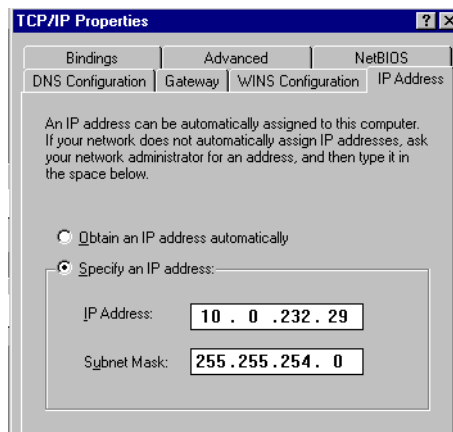 TCP/IP Properties ? ×
Bindings Advanced NetBIOS
DNS Configuration Gateway WINS Configuration IP Address
An IP address can be automatically assigned to this computer.
If your network does not automatically assign IP addresses, ask
your network administrator for an address, and then type it in
the space below.
Obtain an IP address automatically
Specify an IP address:
IP Address: 10 . 0 .232 . 29
Subnet Mask: 255.255.254. 0